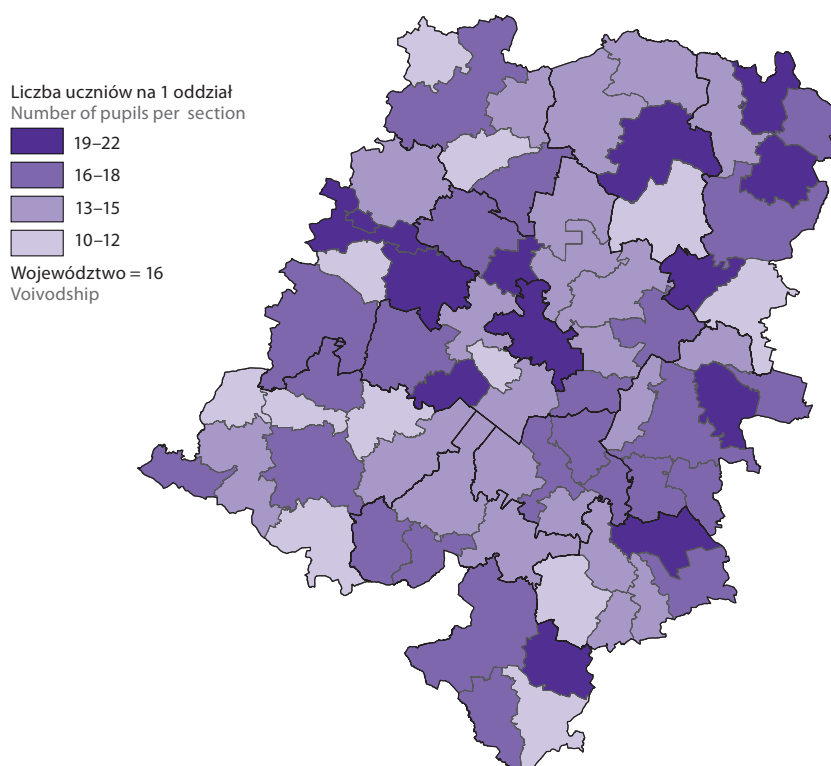 Liczba uczniów na 1 oddział
Number of pupils per section
19–22
16–18
13–15
10–12
Województwo = 16
Voivodship